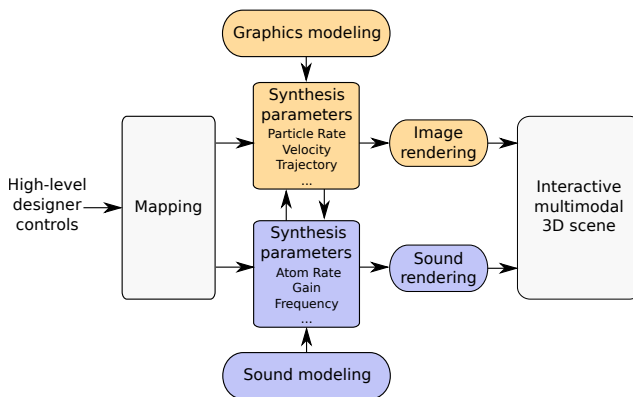 Graphics modeling
Synthesis
parameters
Particle Rate
Velocity
Trajectory
...
Image
rendering
High-level
designer
controls
Mapping
Interactive
multimodal
3D scene
Synthesis
parameters
Atom Rate
Gain
Frequency
...
Sound
rendering
Sound modeling